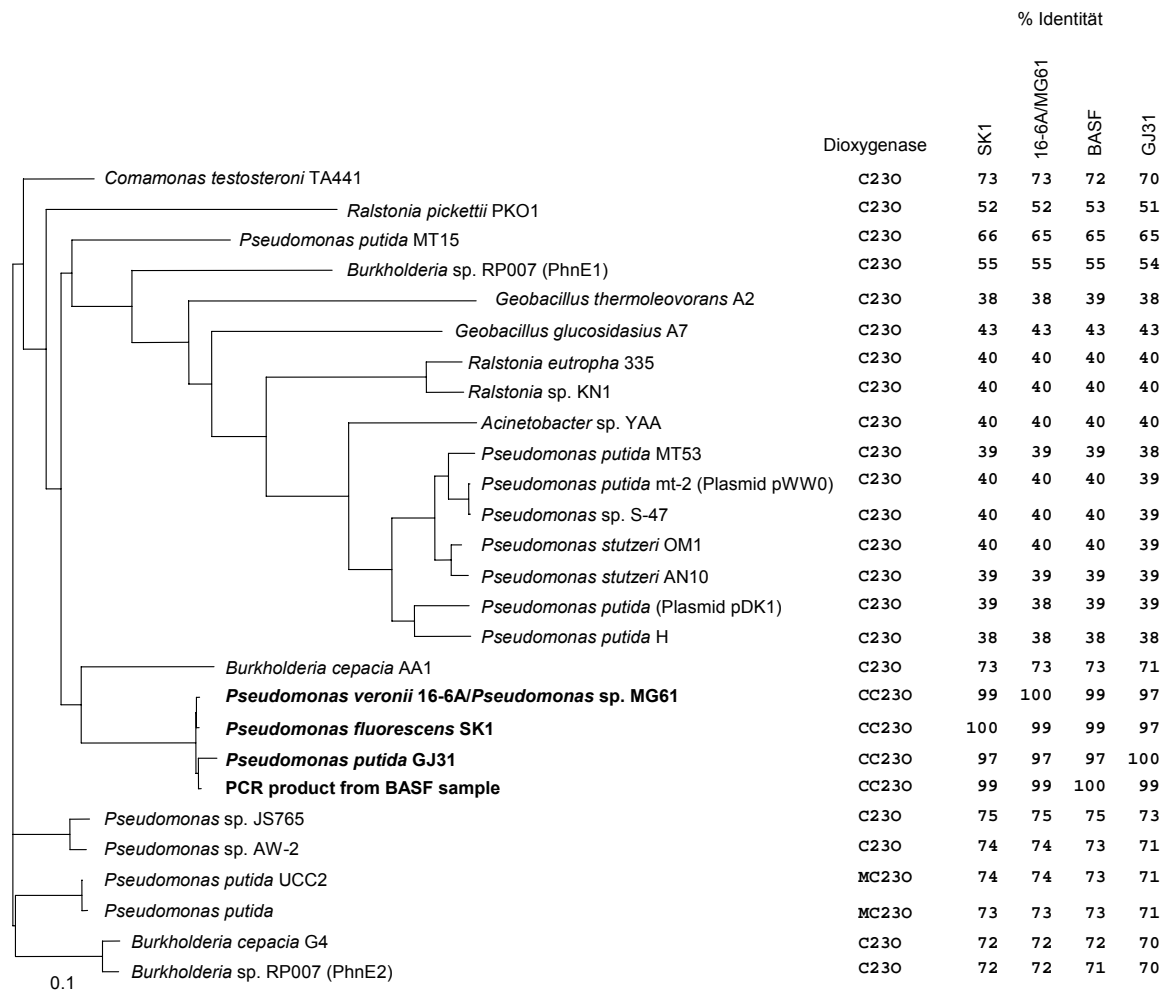 % Identität
Dioxygenase SK1 16-6A/MG61 BASF GJ31
Comamonas testosteroni TA441 C23O 73 73 72 70
Ralstonia pickettii PKO1 C23O 52 52 53 51
Pseudomonas putida MT15 C23O 66 65 65 65
Burkholderia sp. RP007 (PhnE1) C23O 55 55 55 54
Geobacillus thermoleovorans A2 C23O 38 38 39 38
Geobacillus glucosidasius A7 C23O 43 43 43 43
Ralstonia eutropha 335 C23O 40 40 40 40
Ralstonia sp. KN1 C23O 40 40 40 40
Acinetobacter sp. YAA C23O 40 40 40 40
Pseudomonas putida MT53 C23O 39 39 39 38
Pseudomonas putida mt-2 (Plasmid pWW0) C23O 40 40 40 39
Pseudomonas sp. S-47 C23O 40 40 40 39
Pseudomonas stutzeri OM1 C23O 40 40 40 39
Pseudomonas stutzeri AN10 C23O 39 39 39 39
Pseudomonas putida (Plasmid pDK1) C23O 39 38 39 39
Pseudomonas putida H C23O 38 38 38 38
Burkholderia cepacia AA1 C23O 73 73 73 71
Pseudomonas veronii 16-6A/Pseudomonas sp. MG61 CC23O 99 100 99 97
Pseudomonas fluorescens SK1 CC23O 100 99 99 97
Pseudomonas putida GJ31 CC23O 97 97 97 100
PCR product from BASF sample CC23O 99 99 100 99
Pseudomonas sp. JS765 C23O 75 75 75 73
Pseudomonas sp. AW-2 C23O 74 74 73 71
Pseudomonas putida UCC2 MC23O 74 74 73 71
Pseudomonas putida MC23O 73 73 73 71
Burkholderia cepacia G4 C23O 72 72 72 70
Burkholderia sp. RP007 (PhnE2) C23O 72 72 71 70
0.1